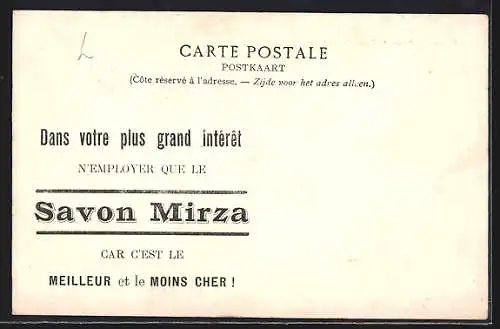 CARTE POSTALE
POSTKAART
(Côte réservé à l'adresse. — Zijde voor het adres alleen.)
Dans votre plus grand intérêt
N'EMPLOYER QUE LE
Savon Mirza
CAR C'EST LE
MEILLEUR et le MOINS CHER !